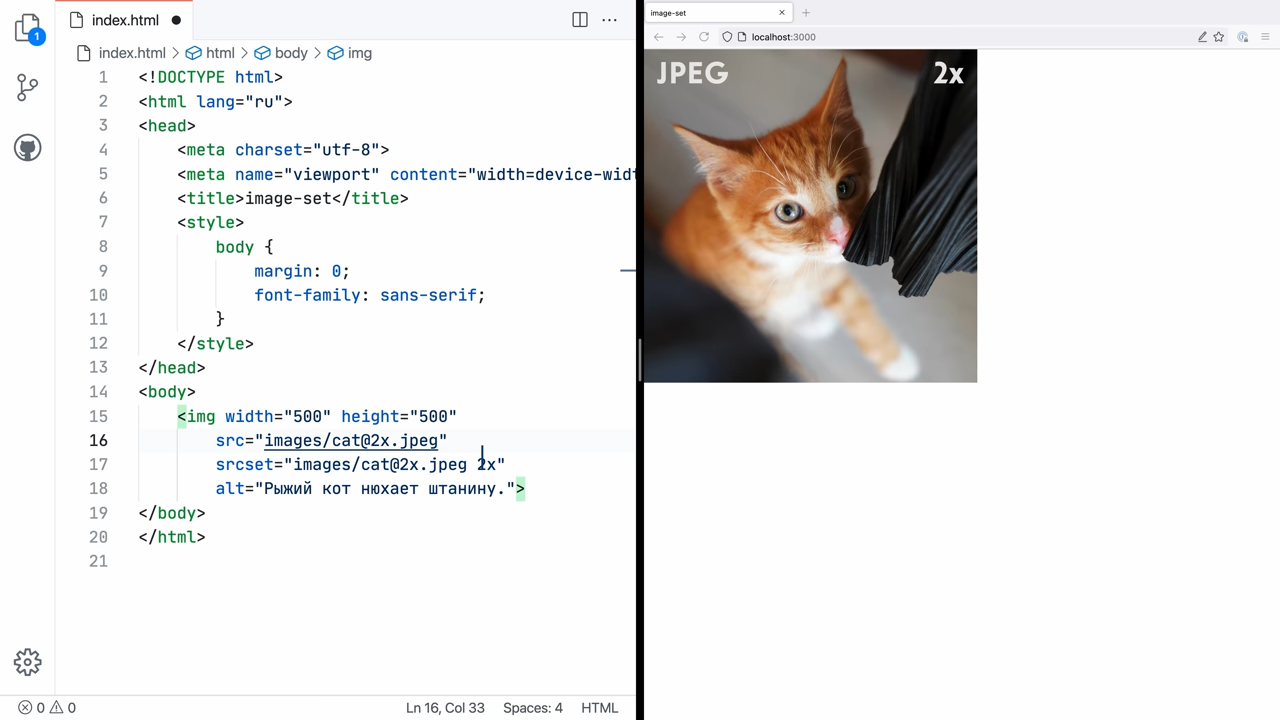 1
index.html
index.html > html > body > img
1 <!DOCTYPE html>
2 <html lang="ru">
3 <head>
4 <meta charset="utf-8">
5 <meta name="viewport" content="width=device-widt
6 <title>image-set</title>
7 <style>
8 body {
9 margin: 0;
10 font-family: sans-serif;
11 }
12 </style>
13 </head>
14 <body>
15 <img width="500" height="500"
16 src="images/cat@2x.jpeg"
17 srcset="images/cat@2x.jpeg 2x"
18 alt="Рыжий кот нюхает штанину.">
19 </body>
20 </html>
21
0 0
Ln 16, Col 33 Spaces: 4 HTML
image-set
localhost:3000
JPEG 2x